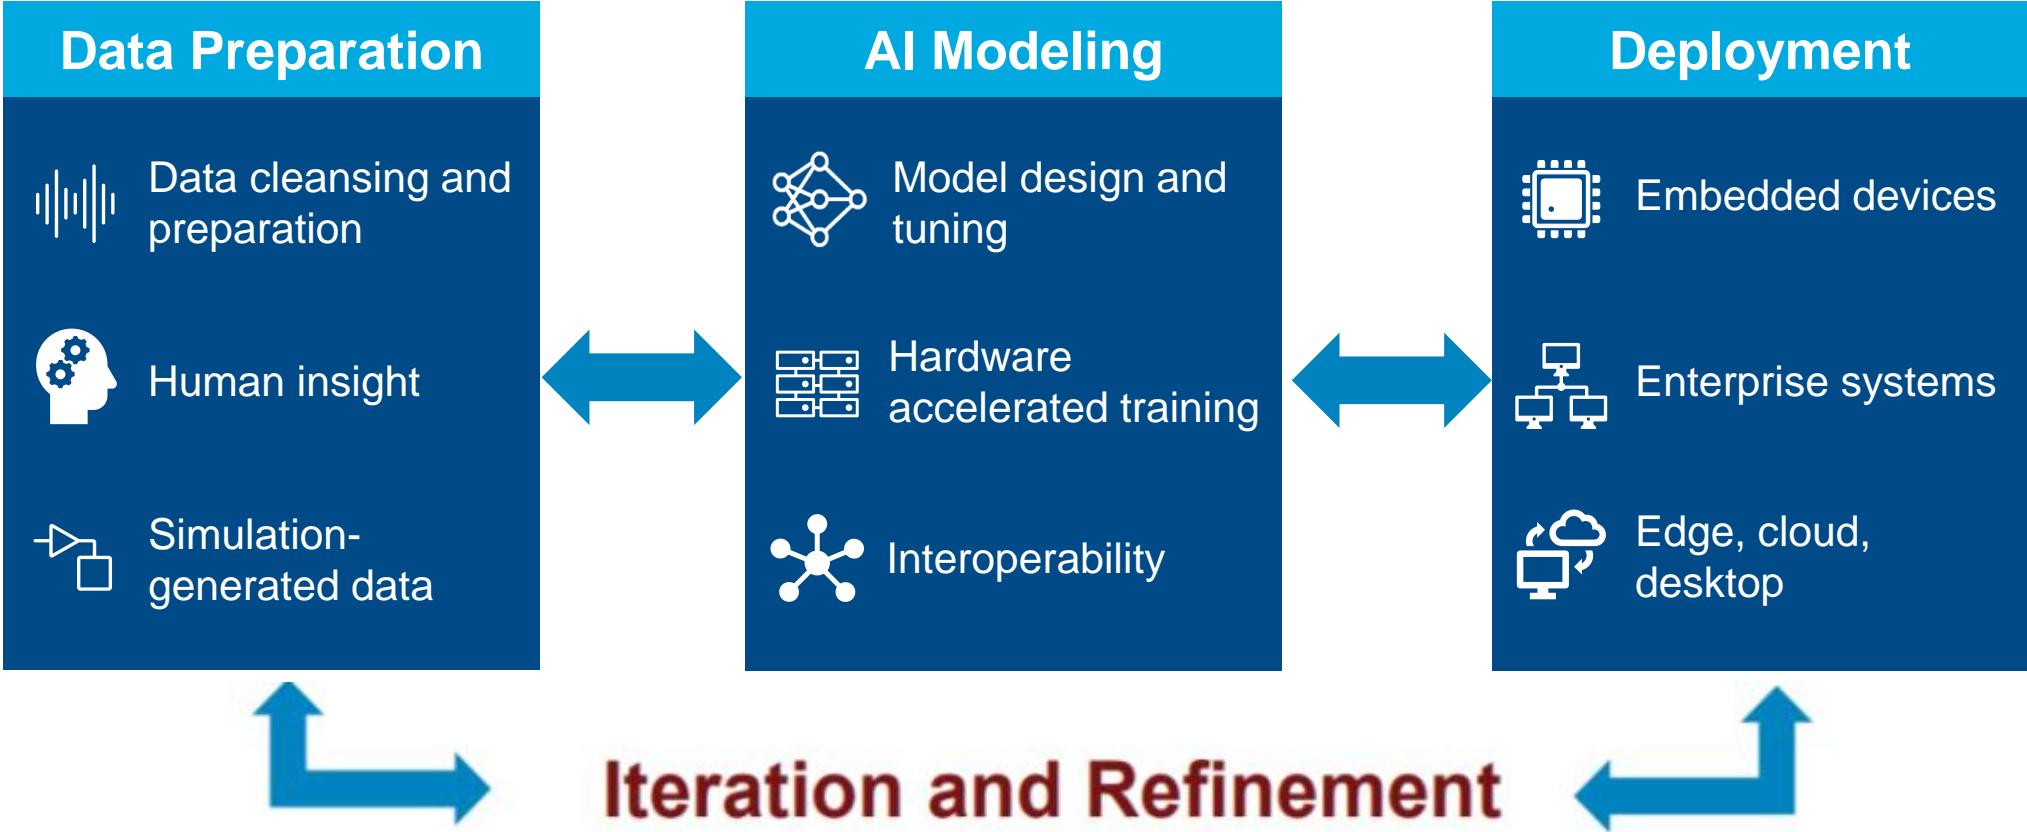 Data Preparation
Data cleansing and
preparation
Human insight
Simulation-
generated data
AI Modeling
Model design and
tuning
Hardware
accelerated training
Interoperability
Deployment
Embedded devices
Enterprise systems
Edge, cloud,
desktop
Iteration and Refinement